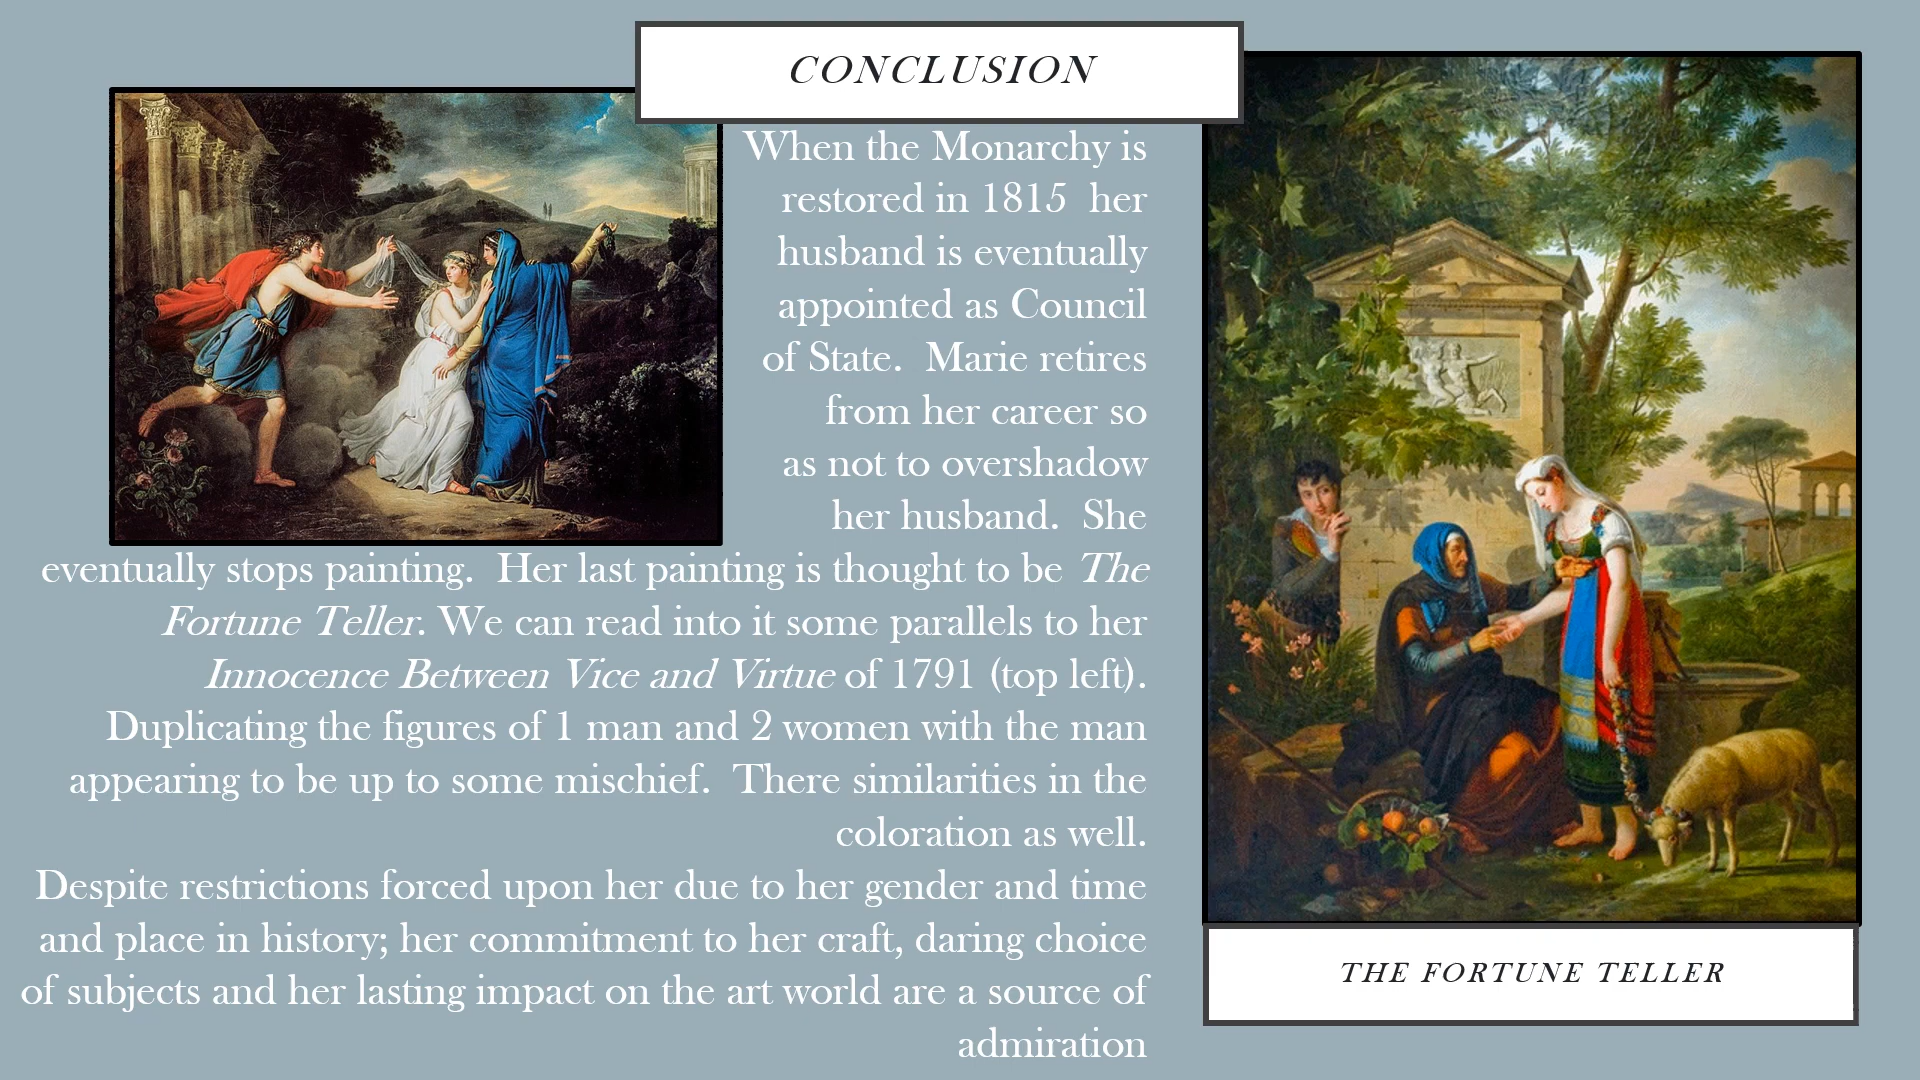 CONCLUSION
When the Monarchy is
restored in 1815  her
husband is eventually
appointed as Council
of State.  Marie retires
from her career so
as not to overshadow
her husband.  She
eventually stops painting.  Her last painting is thought to be The
Fortune Teller. We can read into it some parallels to her
Innocence Between Vice and Virtue of 1791 (top left).
Duplicating the figures of 1 man and 2 women with the man
appearing to be up to some mischief.  There similarities in the
coloration as well.
Despite restrictions forced upon her due to her gender and time
and place in history; her commitment to her craft, daring choice
of subjects and her lasting impact on the art world are a source of
admiration
THE FORTUNE TELLER